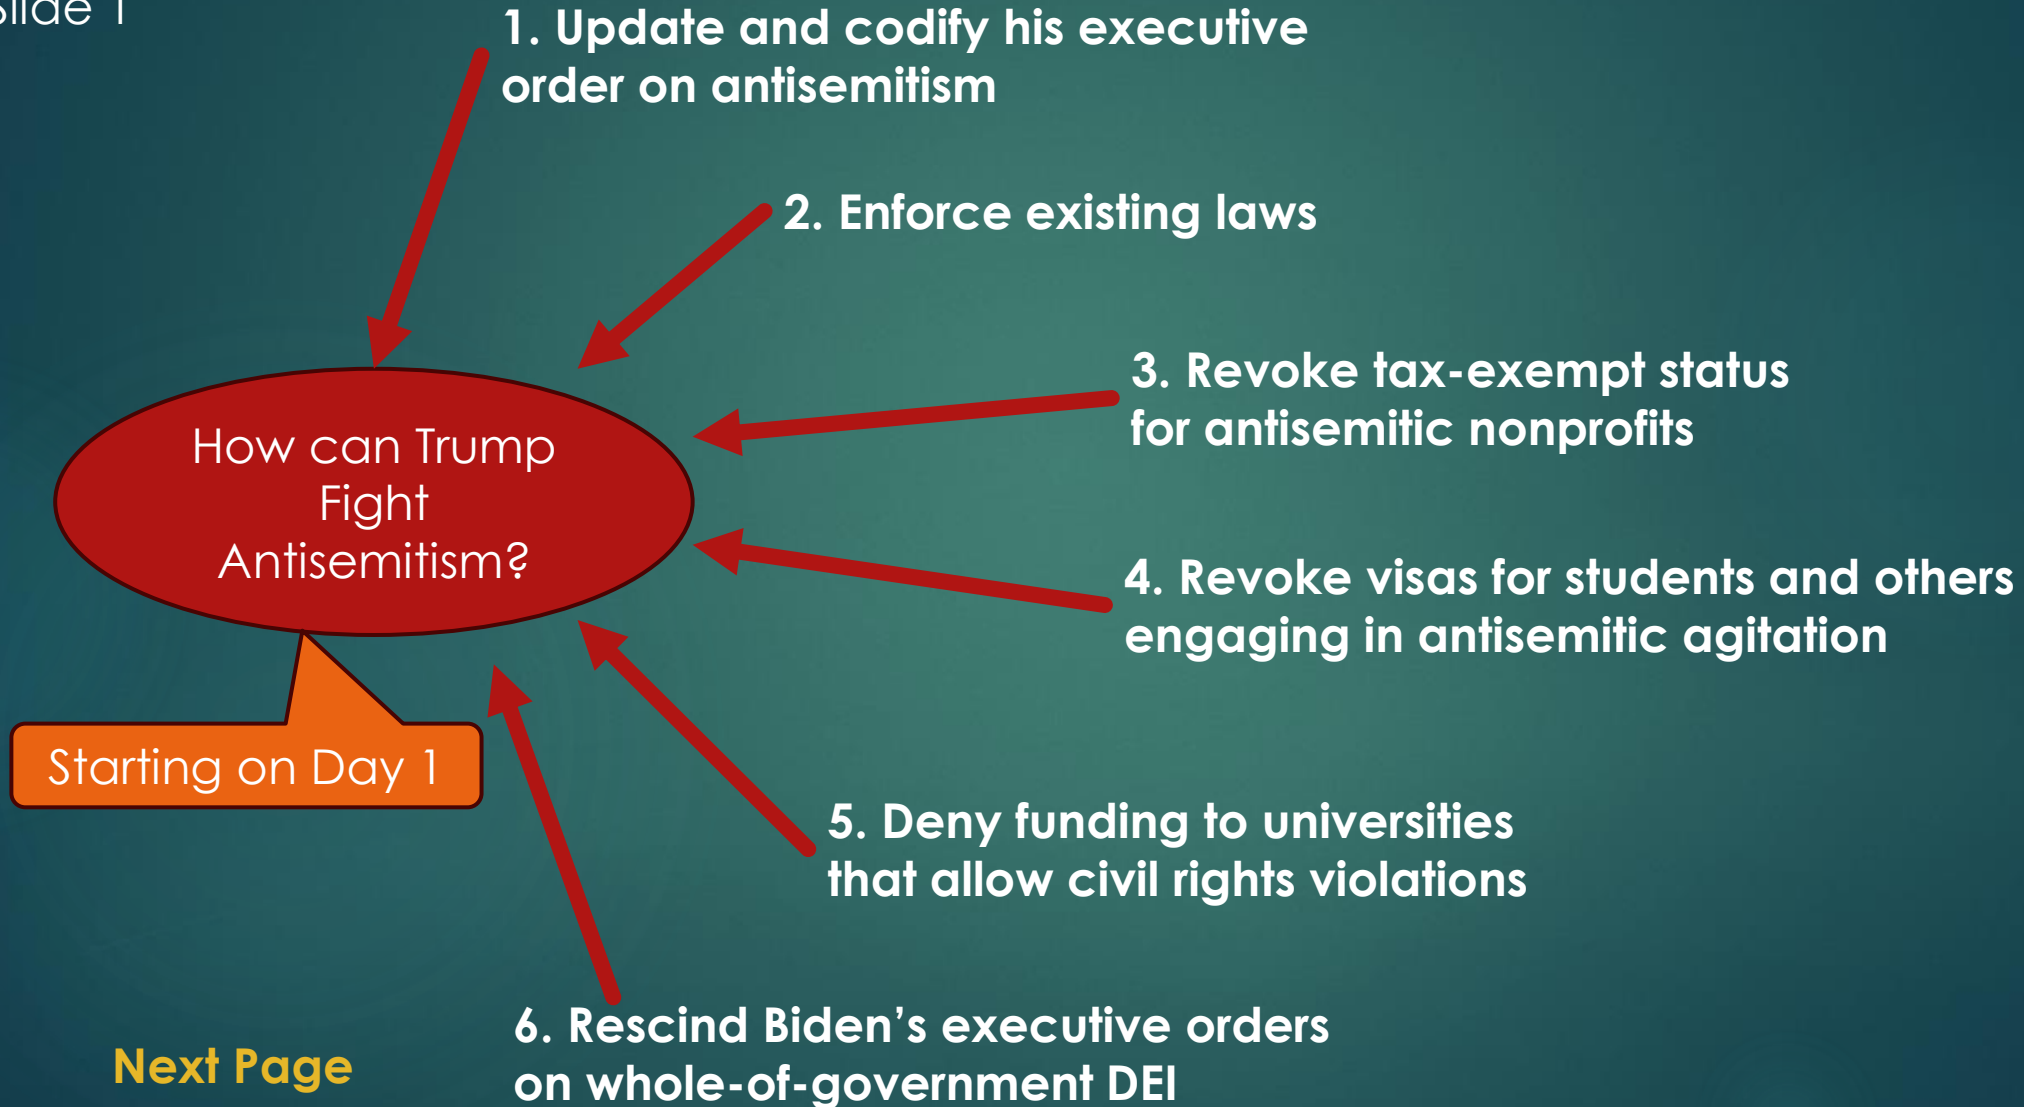 Slide 1
1. Update and codify his executive
order on antisemitism
2. Enforce existing laws
3. Revoke tax-exempt status
for antisemitic nonprofits
How can Trump
Fight
Antisemitism?
4. Revoke visas for students and others
engaging in antisemitic agitation
Starting on Day 1
5. Deny funding to universities
that allow civil rights violations
6. Rescind Biden’s executive orders
on whole-of-government DEI
Next Page